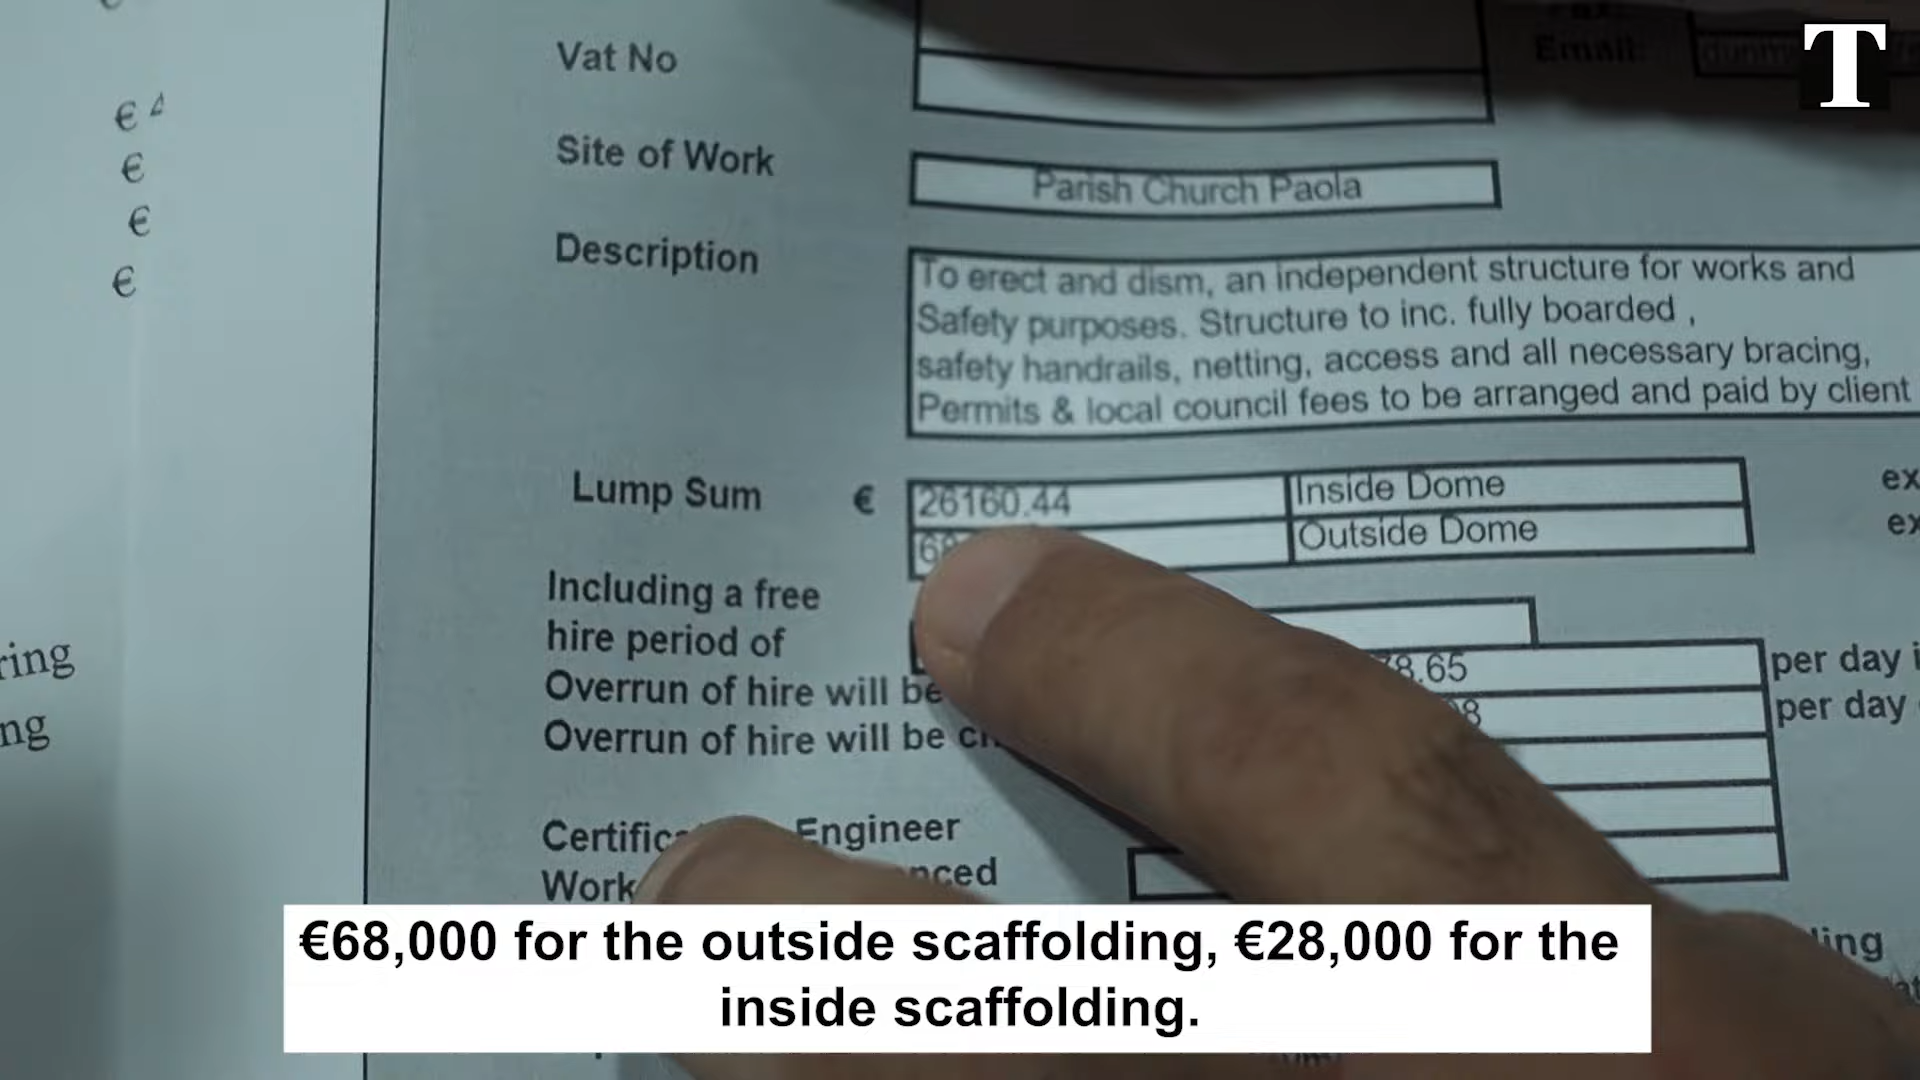 T
Vat No
Email:
€
Site of Work
Parish Church Paola
€
€
Description
To erect and dism, an independent structure for works and
Safety purposes. Structure to inc. fully boarded ,
safety handrails, netting, access and all necessary bracing,
Permits & local council fees to be arranged and paid by client
€
Lump Sum € 26160.44 Inside Dome
Outside Dome
Including a free
hire period of
Overrun of hire will be
per day
Overrun of hire will be
per day
Engineer
€68,000 for the outside scaffolding, €28,000 for the
inside scaffolding.